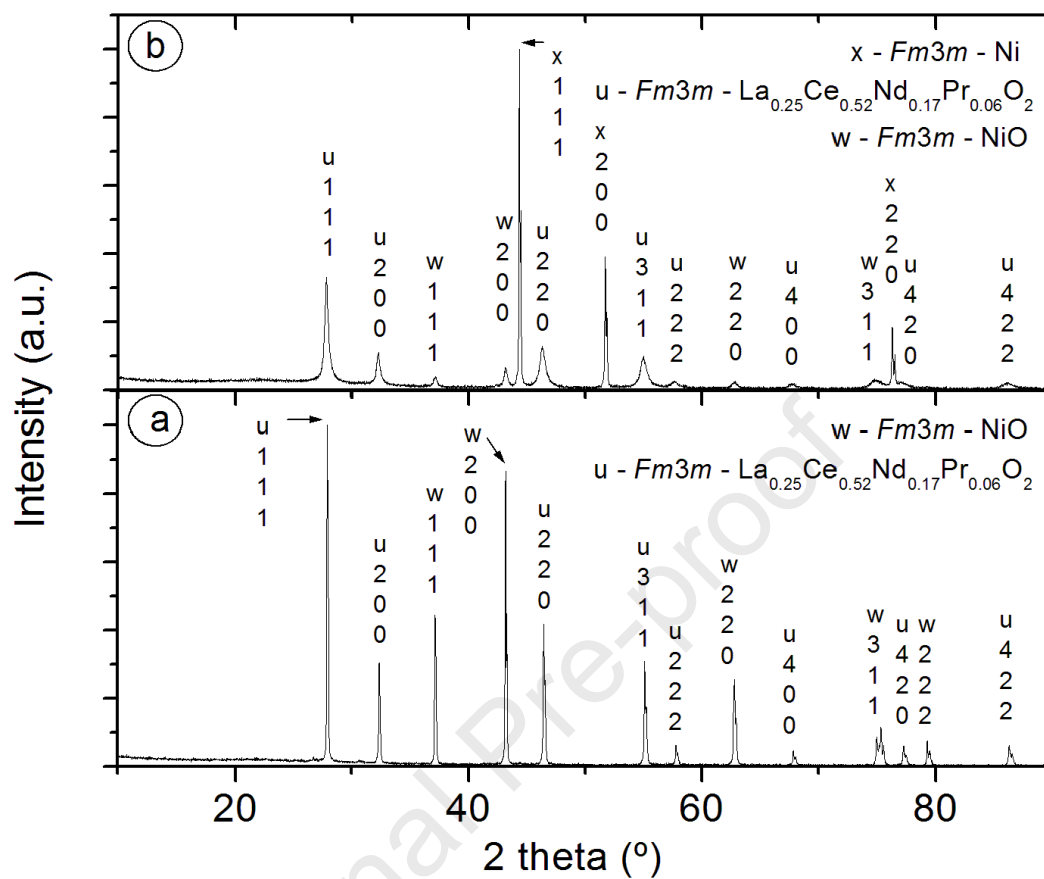 b
x - Fm3m - Ni
u - Fm3m - La0.25Ce0.52Nd0.17Pr0.06O2
w - Fm3m - NiO
u 1 1 1
u 2 0 0
w 1 1 1
w 2 0 0
x 1 1 1
u 2 2 0
x 2 0 0
u 3 1 1
u 2 2 2
w 2 2 0
u 4 0 0
w 3 1 1
x 2 2 0
u 4 2 0
u 4 2 2
a
w - Fm3m - NiO
u - Fm3m - La0.25Ce0.52Nd0.17Pr0.06O2
u 1 1 1
u 2 0 0
w 1 1 1
w 2 0 0
u 2 2 0
u 3 1 1
u 2 2 2
w 2 2 0
u 4 0 0
w 3 1 1
u 4 2 0
w 2 2 2
u 4 2 2
Intensity (a.u.)
20 40 60 80
2 theta (º)
nal Pre-proof